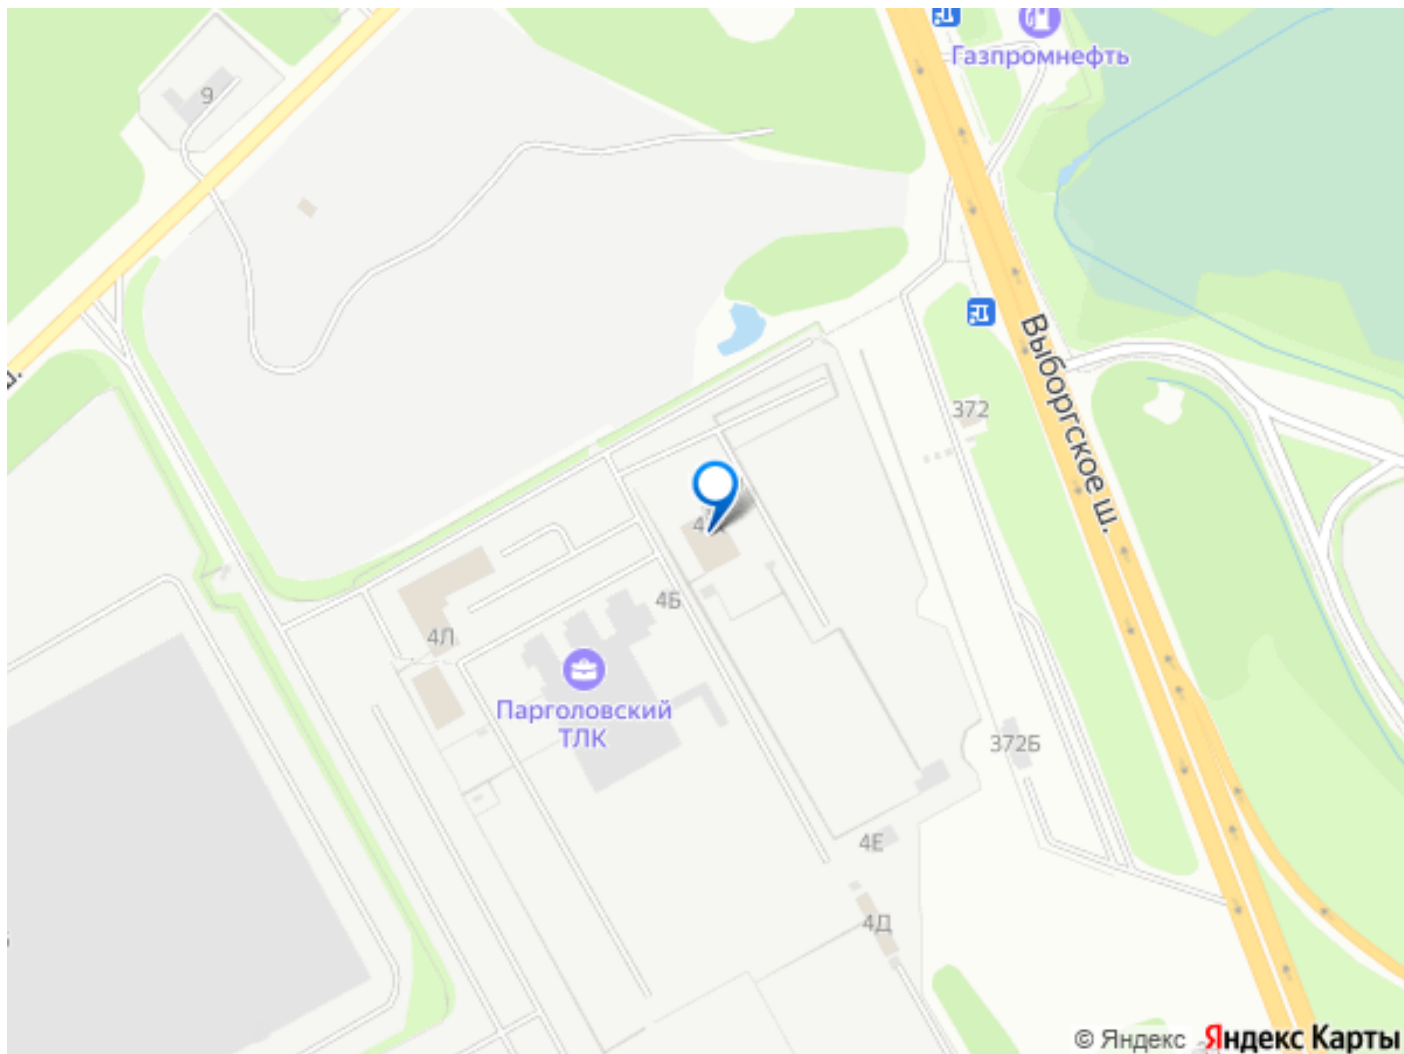 Газпромнефть
9
Выборгское ш.
ш.
372
4Б
4Л
Парголовский
ТЛК
372Б
4Е
4Д
© Яндекс Яндекс Карты